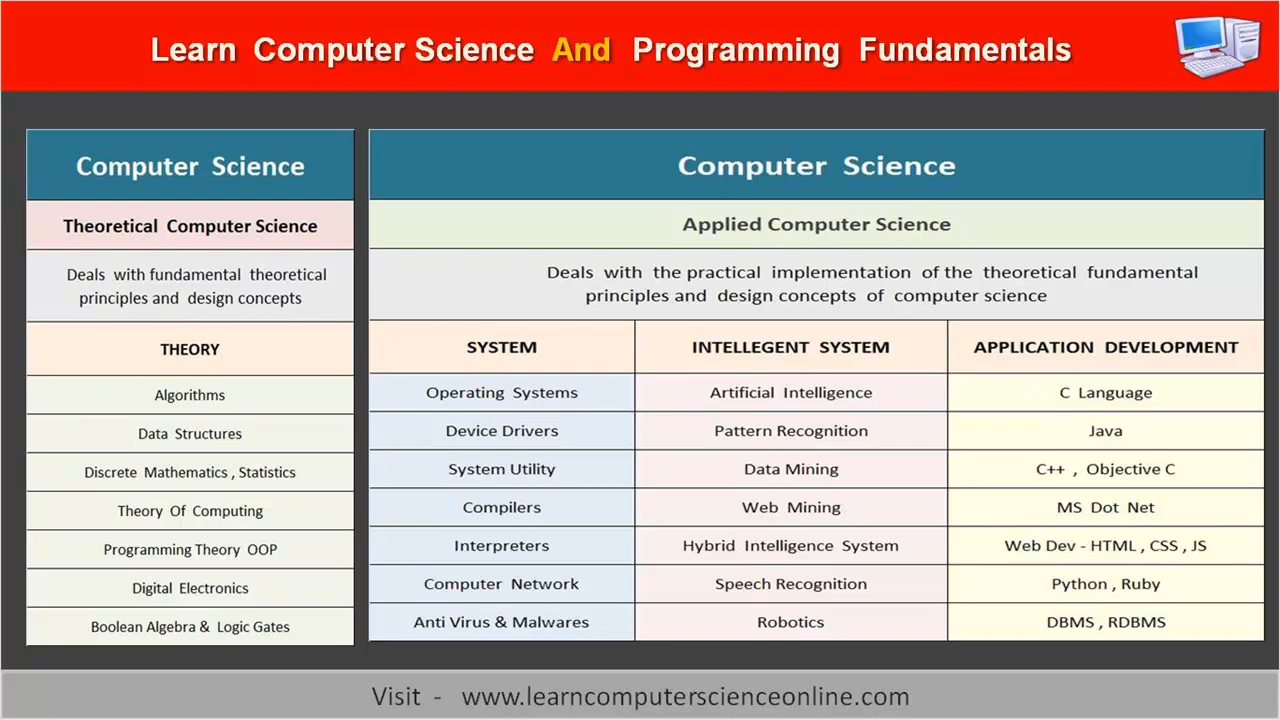 Learn Computer Science And Programming Fundamentals
Computer Science
Theoretical Computer Science
Deals with fundamental theoretical
principles and design concepts
THEORY
Algorithms
Data Structures
Discrete Mathematics , Statistics
Theory Of Computing
Programming Theory OOP
Digital Electronics
Boolean Algebra & Logic Gates
Computer Science
Applied Computer Science
Deals with the practical implementation of the theoretical fundamental
principles and design concepts of computer science
SYSTEM INTELLEGENT SYSTEM APPLICATION DEVELOPMENT
Operating Systems Artificial Intelligence C Language
Device Drivers Pattern Recognition Java
System Utility Data Mining C++ , Objective C
Compilers Web Mining MS Dot Net
Interpreters Hybrid Intelligence System Web Dev - HTML , CSS , JS
Computer Network Speech Recognition Python , Ruby
Anti Virus & Malwares Robotics DBMS , RDBMS
Visit - www.learncomputerscienceonline.com